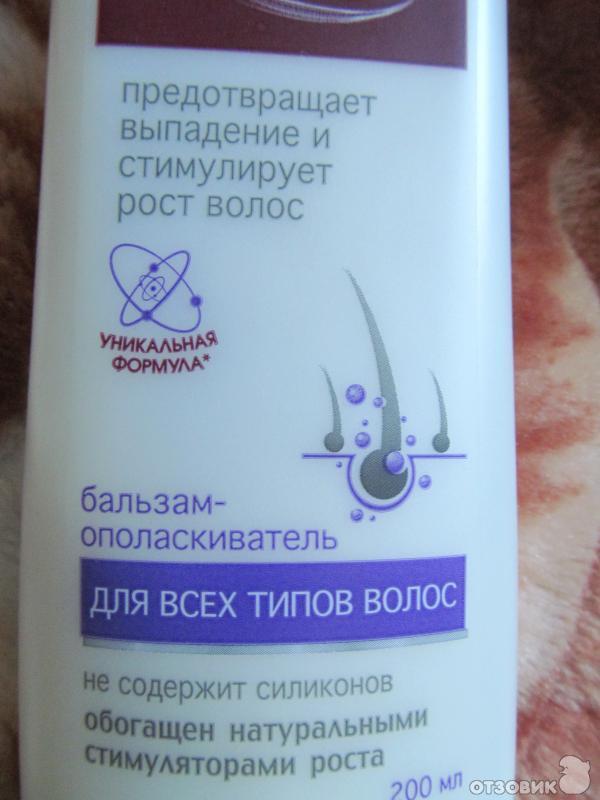 предотвращает
выпадение и
стимулирует
рост волос
УНИКАЛЬНАЯ
ФОРМУЛА*
бальзам-
ополаскиватель
ДЛЯ ВСЕХ ТИПОВ ВОЛОС
не содержит силиконов
обогащен натуральными
стимуляторами роста
200 мл
ОТЗОВИК